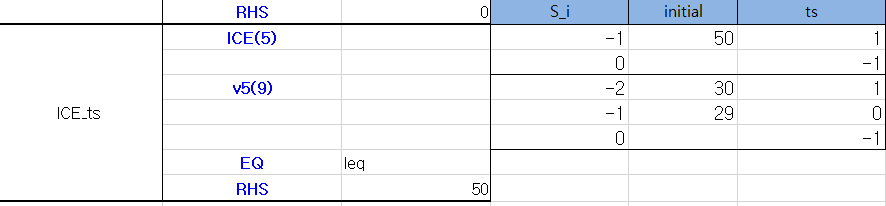 RHS 0 S_i initial ts
ICE(5) -1 50 1
0 -1
v5(9) -2 30 1
ICE_ts -1 29 0
0 -1
EQ leq
RHS 50